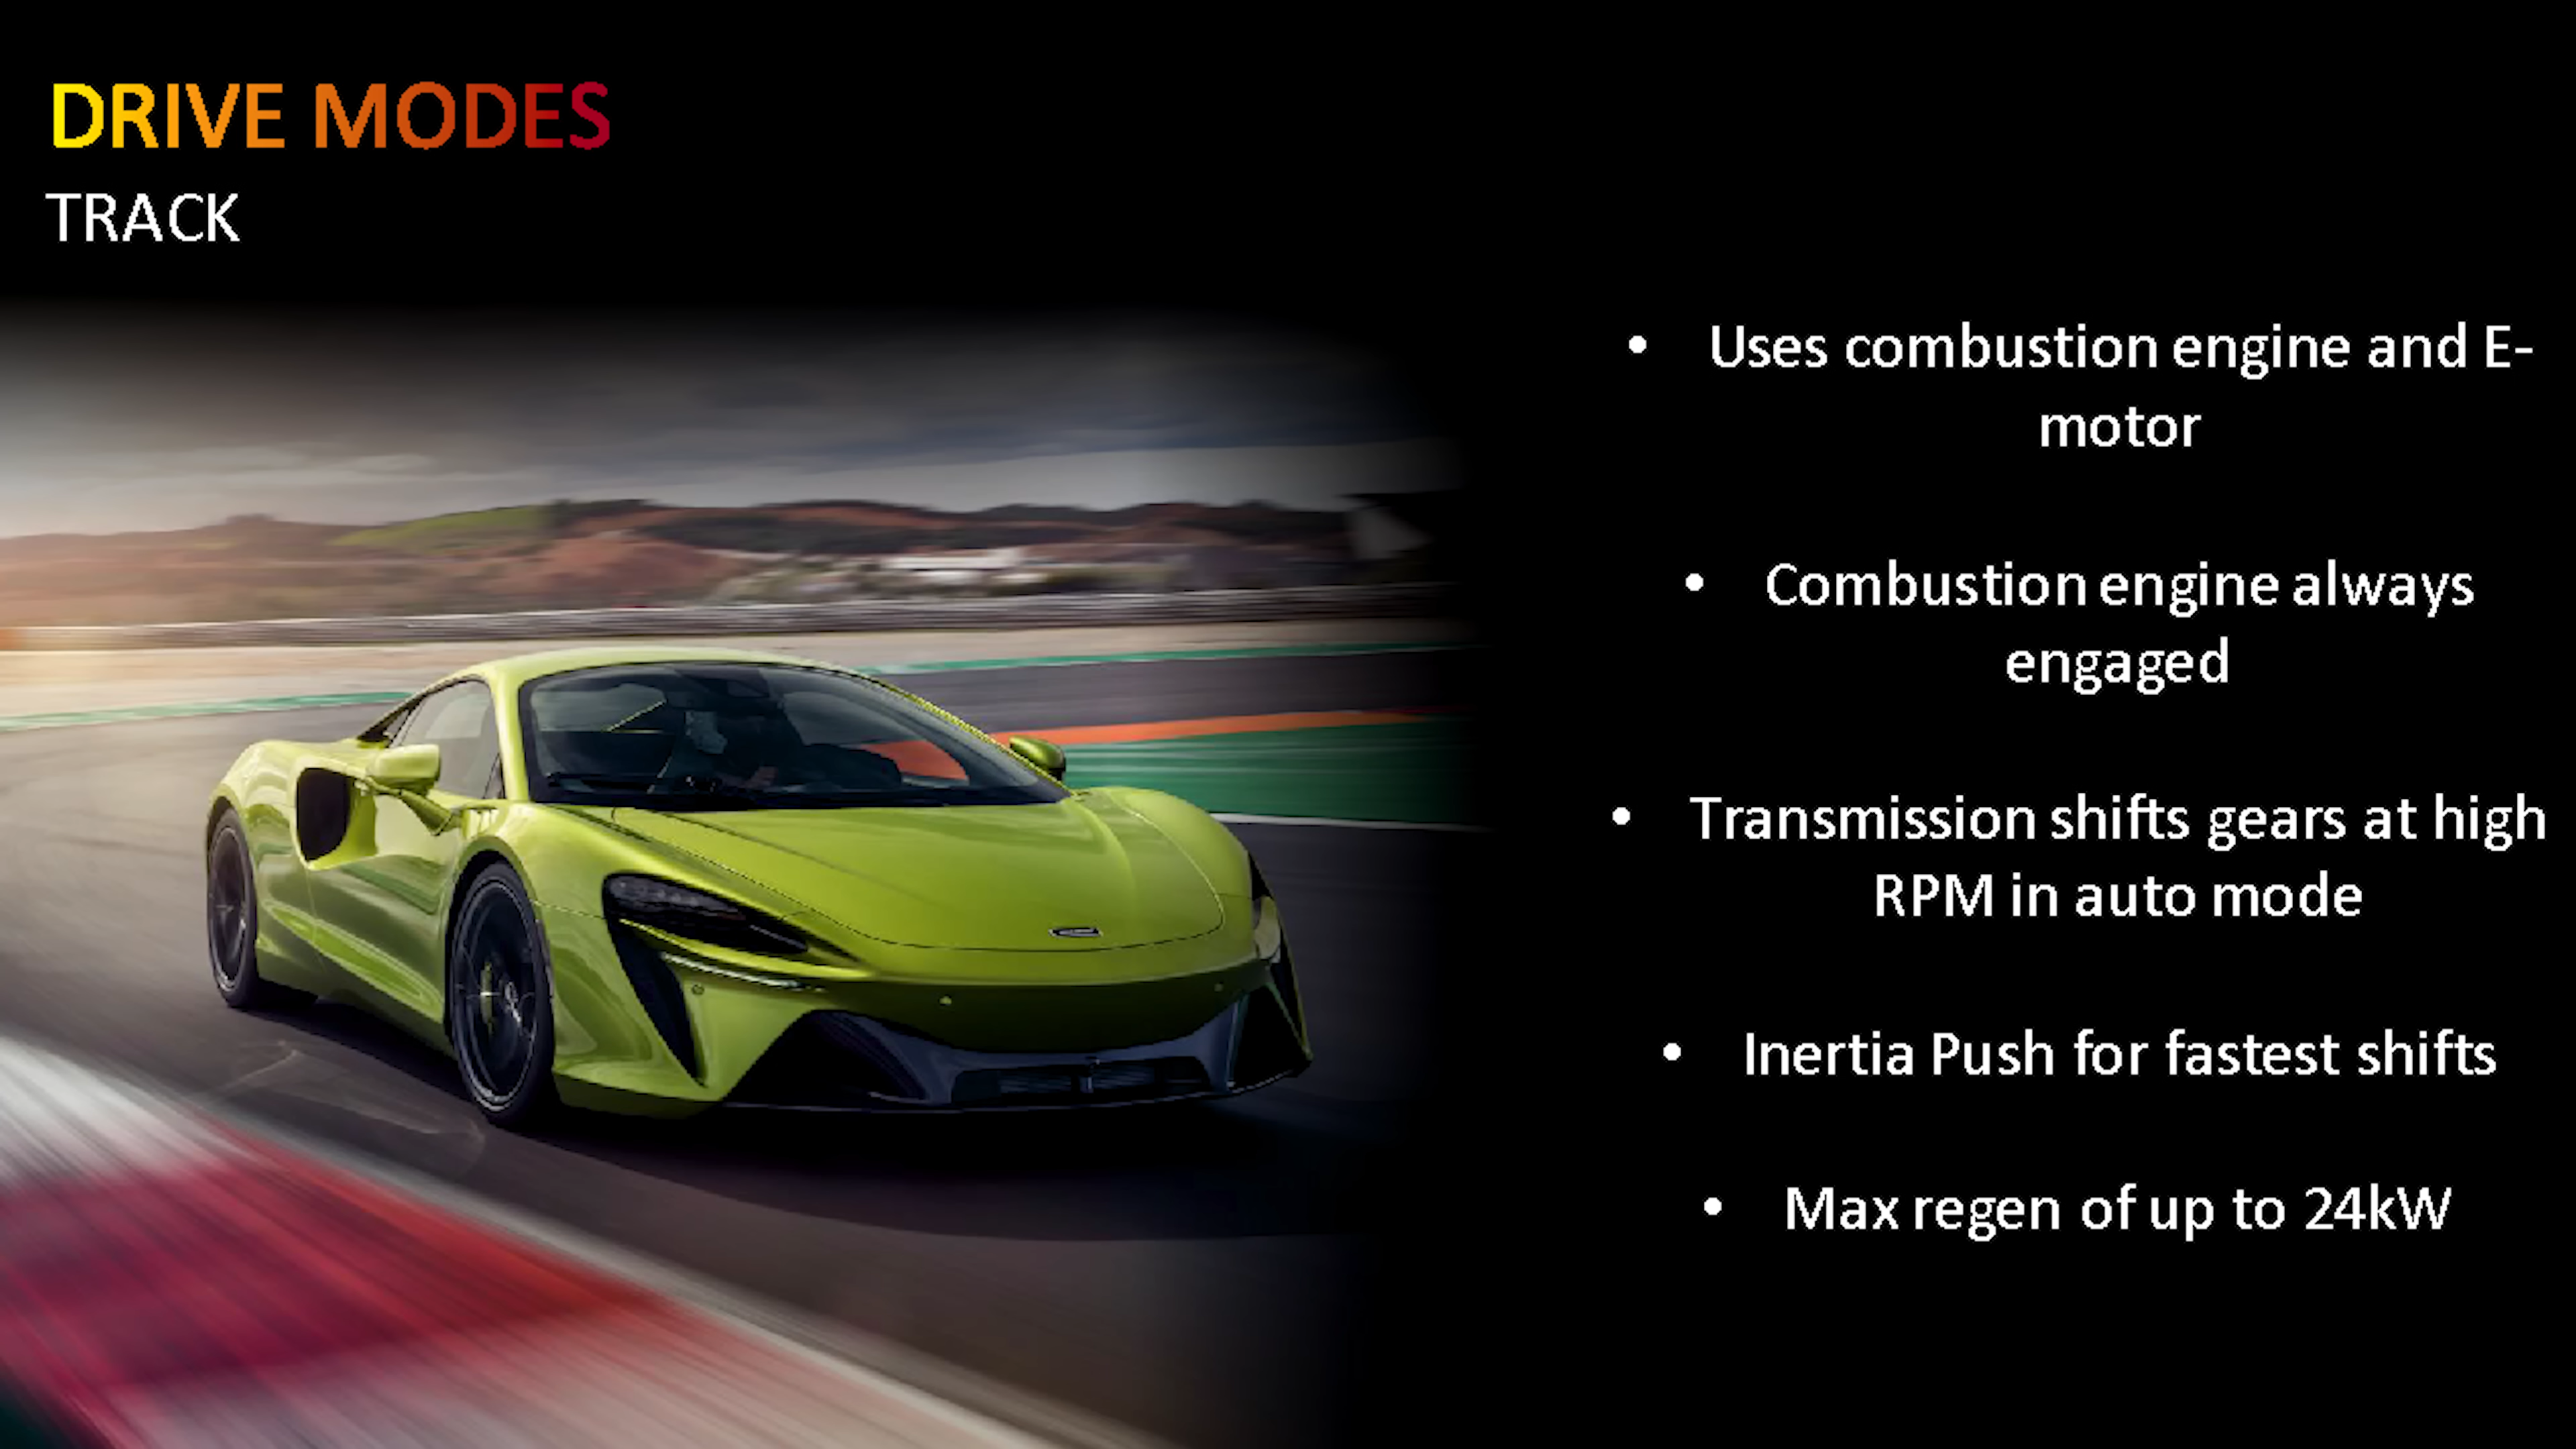 DRIVE MODES
TRACK
• Uses combustion engine and E-
motor
• Combustion engine always
engaged
• Transmission shifts gears at high
RPM in auto mode
• Inertia Push for fastest shifts
• Max regen of up to 24kW